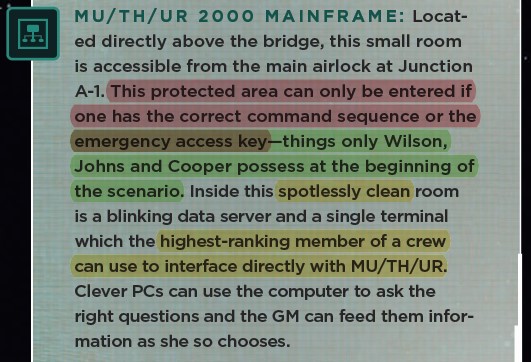 MU/TH/UR 2000 MAINFRAME: Locat-
ed directly above the bridge, this small room
is accessible from the main airlock at Junction
A-1. This protected area can only be entered if
one has the correct command sequence or the
emergency access key—things only Wilson,
Johns and Cooper possess at the beginning of
the scenario. Inside this spotlessly clean room
is a blinking data server and a single terminal
which the highest-ranking member of a crew
can use to interface directly with MU/TH/UR.
Clever PCs can use the computer to ask the
right questions and the GM can feed them infor-
mation as she so chooses.